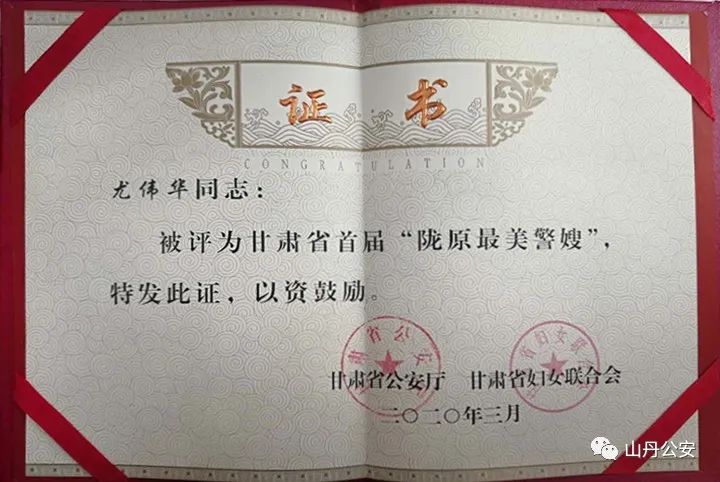 证书
CONGRATULATION
尤伟华同志：
被评为甘肃省首届“陇原最美警嫂”，
特发此证，以资鼓励。
甘肃省公安厅 甘肃省妇女联合会
二〇二〇年三月
山丹公安